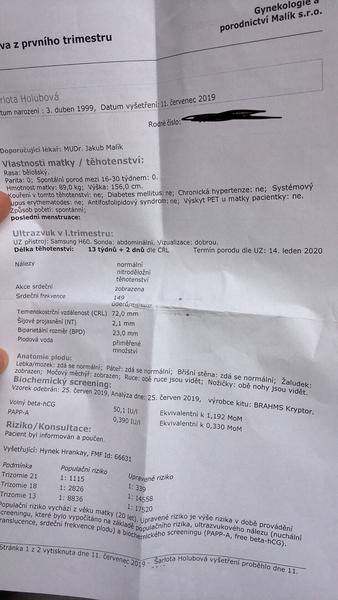 Gynekologie a
porodnictví Malík s.r.o.
va z prvního trimestru
rlota Holubová
tum narození : 3. duben 1999, Datum vyšetření: 11. červenec 2019
Rodné číslo:
Doporučující lékař: MUDr. Jakub Malík
Vlastnosti matky / těhotenství:
Rasa: běložský.
Parita: 0; Spontální porod mezi 16-30 týdnem: 0.
Hmotnost matky: 89,0 kg; Výška: 156,0 cm.
Kouření v tomto těhotenství: ne; Diabetes mellitus: ne; Chronická hypertenze: ne; Systémový
lupus erythematodes: ne; Antifosfolipidový syndrom: ne; Výskyt PET u matky pacientky: ne.
Způsob početí: spontánní;
poslední menstruace:
Ultrazvuk v I.trimestru:
UZ přístroj: Samsung H60. Sonda: abdominální. Vizualizace: dobrou.
Délka těhotenství: 13 týdnů + 2 dnů dle CRL Termín porodu dle UZ: 14. leden 2020
Nálezy normální
nitroděložní
těhotenství
Akce srdeční zobrazena
Srdeční frekvence 149
úderů/minutu
Temenokostrční vzdálenost (CRL) 72,0 mm
Šíjové projasnění (NT) 2,1 mm
Biparietální rozměr (BPD) 23,0 mm
Plodová voda přiměřené
množství
Anatomie plodu:
Lebka/mozek: zdá se normální; Páteř: zdá se normální; Břišní stěna: zdá se normální; Žaludek:
zobrazen; Močový měchýř: zobrazen; Ruce: obě ruce jsou vidět; Nožičky: obě nohy jsou vidět.
Biochemický screening:
Vzorek odebrán: 25. červen 2019, Analýza dne: 25. červen 2019, výrobce kitu: BRAHMS Kryptor.
Volný beta-hCG 50,1 IU/l Ekvivalentní k 1,192 MoM
PAPP-A 0,390 IU/l Ekvivalentní k 0,330 MoM
Riziko/Konsultace:
Pacient byl informován a poučen.
Vyšetřující: Hynek Hrankay, FMF Id: 66631
Podmínka Populační riziko Upravené riziko
Trizomie 21 1: 1115 1: 339
Trizomie 18 1: 2826 1: 14558
Trizomie 13 1: 8836 1: 17520
Populační riziko vychází z věku matky (20 let). Upravené riziko je výše rizika v době provádění
screeningu, které bylo vypočítáno na základě populačního rizika, ultrazvukového nálezu (nuchální
translucence, srdeční frekvence plodu) a biochemického screeningu (PAPP-A, free beta-hCG).
Stránka 1 z 2 vytisknuta dne 11. červenec 2019 - Šarlota Holubová vyšetření proběhlo dne 11.